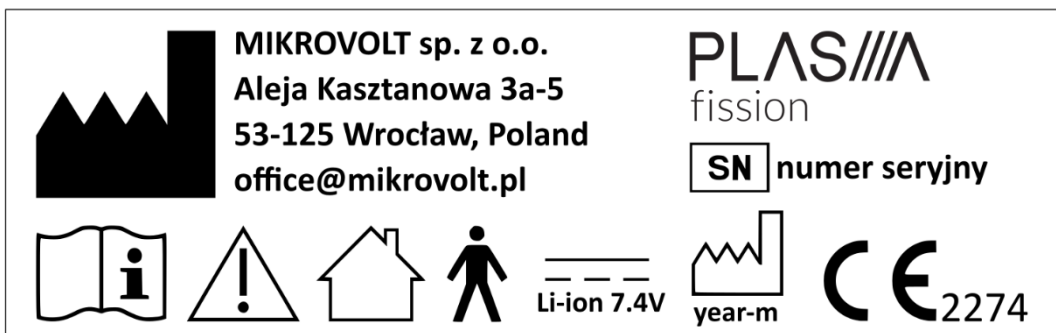 MIKROVOLT sp. z o.o.
Aleja Kasztanowa 3a-5
53-125 Wrocław, Poland
office@mikrovolt.pl
PLASMA
fission
SN numer seryjny
i
!
Li-ion 7.4V
year-m
CE 2274